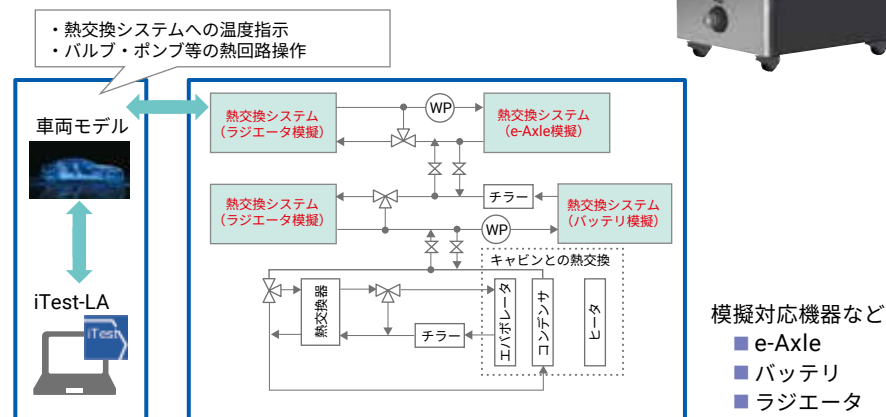 ・熱交換システムへの温度指示
・バルブ・ポンプ等の熱回路操作
車両モデル
iTest-LA
iTest
熱交換システム
（ラジエータ模擬）
WP
熱交換システム
（e-Axle模擬）
熱交換システム
（ラジエータ模擬）
チラー
WP
熱交換システム
（バッテリ模擬）
キャビンとの熱交換
熱交換器
チラー
エバポレータ
コンデンサ
ヒータ
模擬対応機器など
■ e-Axle
■ バッテリ
■ ラジエータ